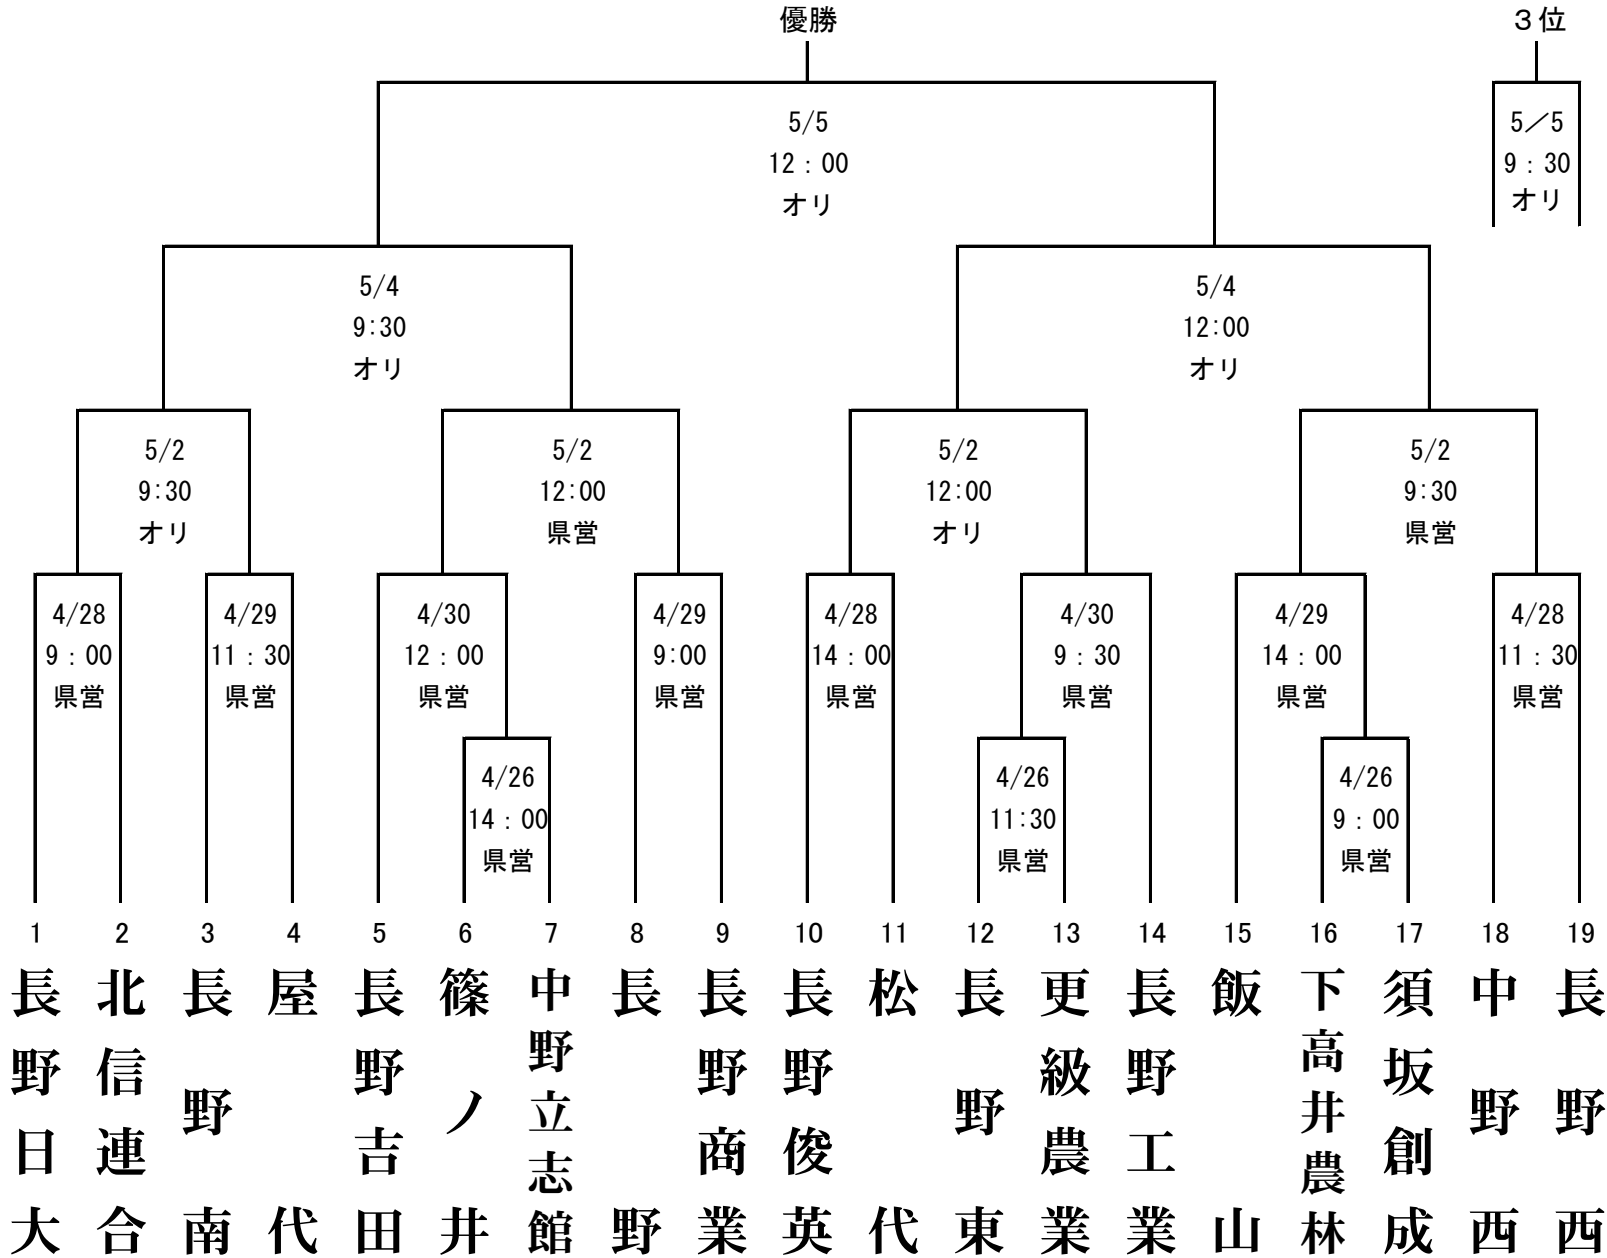 優勝
３位
5/5
12：00
オリ
5／5
9：30
オリ
5/4
9:30
オリ
5/4
12:00
オリ
5/2
9:30
オリ
5/2
12:00
県営
5/2
12:00
オリ
5/2
9:30
県営
4/28
9：00
県営
4/29
11：30
県営
4/30
12：00
県営
4/29
9:00
県営
4/28
14：00
県営
4/30
9：30
県営
4/29
14：00
県営
4/28
11：30
県営
4/26
14：00
県営
4/26
11:30
県営
4/26
9：00
県営
1
長野日大
2
北信連合
3
長野南
4
屋代
5
長野吉田
6
篠ノ井
7
中野立志館
8
長野
9
長野商業
10
長野俊英
11
松代
12
長野東
13
更級農業
14
長野工業
15
飯山
16
下高井農林
17
須坂創成
18
中野西
19
長野西